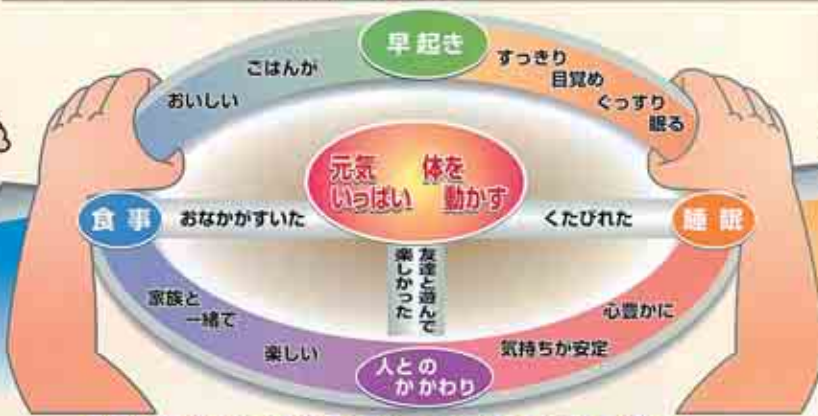 早起き
ごはんが
おいしい
すっきり
目覚め
ぐっすり
眠る
元気 体を
いっぱい 動かす
食事
おなかがすいた
くたびれた
睡眠
友達と遊んで
楽しかった
家族と
一緒で
楽しい
心豊かに
気持ちが安定
人との
かかわり